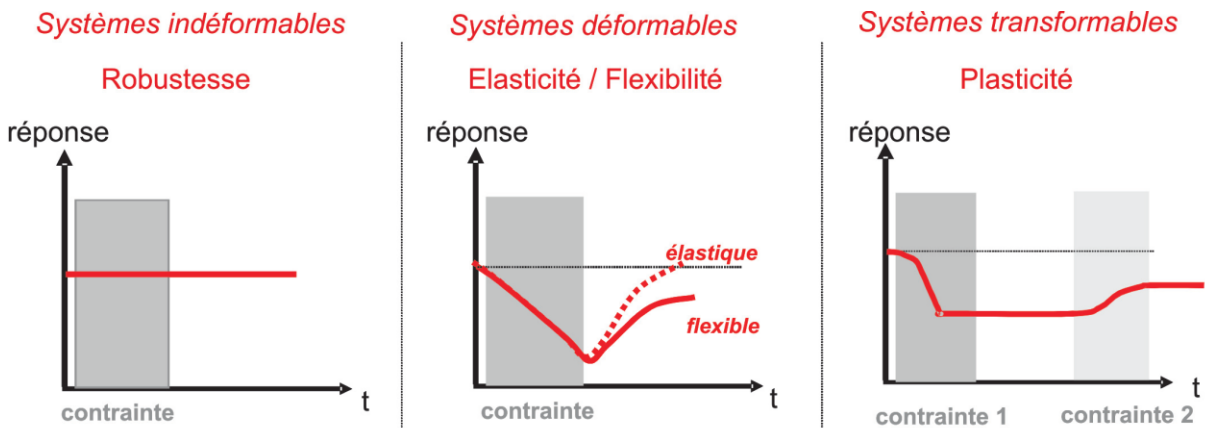 Systèmes indéformables
Robustesse
réponse
t
contrainte
Systèmes déformables
Elasticité / Flexibilité
réponse
élastique
flexible
t
contrainte
Systèmes transformables
Plasticité
réponse
t
contrainte 1
contrainte 2